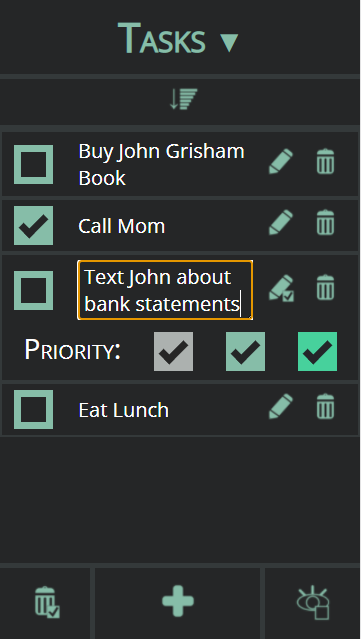 Tasks ▼
Buy John Grisham
Book
Call Mom
Text John about
bank statements
Priority:
Eat Lunch